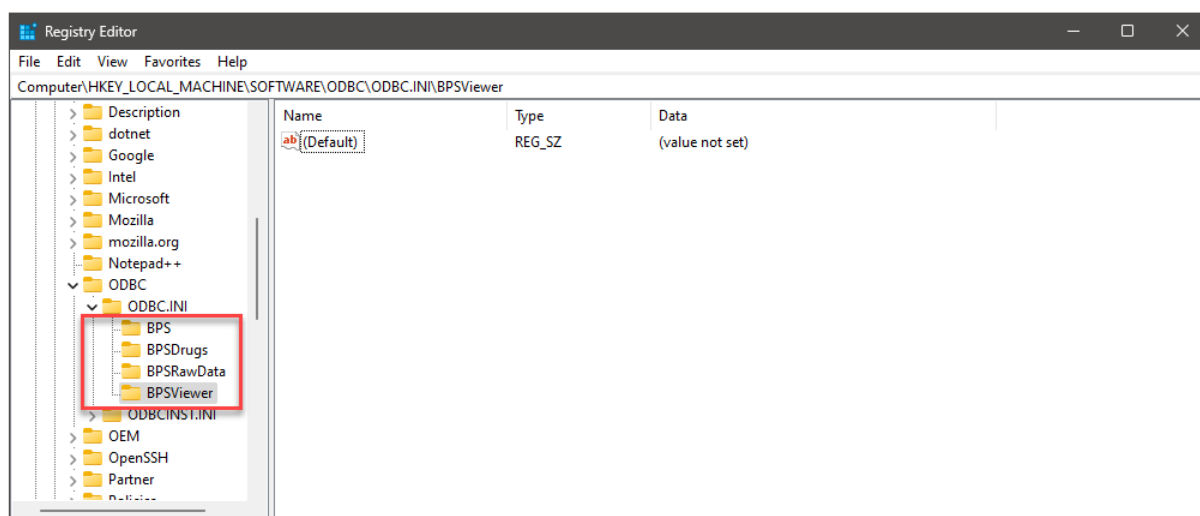 Registry Editor
File Edit View Favorites Help
Computer\HKEY_LOCAL_MACHINE\SOFTWARE\ODBC\ODBC.INI\BPSViewer
Description
dotnet
Google
Intel
Microsoft
Mozilla
mozilla.org
Notepad++
ODBC
ODBC.INI
BPS
BPSDrugs
BPSRawData
BPSViewer
ODBCINST.INI
OEM
OpenSSH
Partner
Policies
Name Type Data
ab (Default) REG_SZ (value not set)